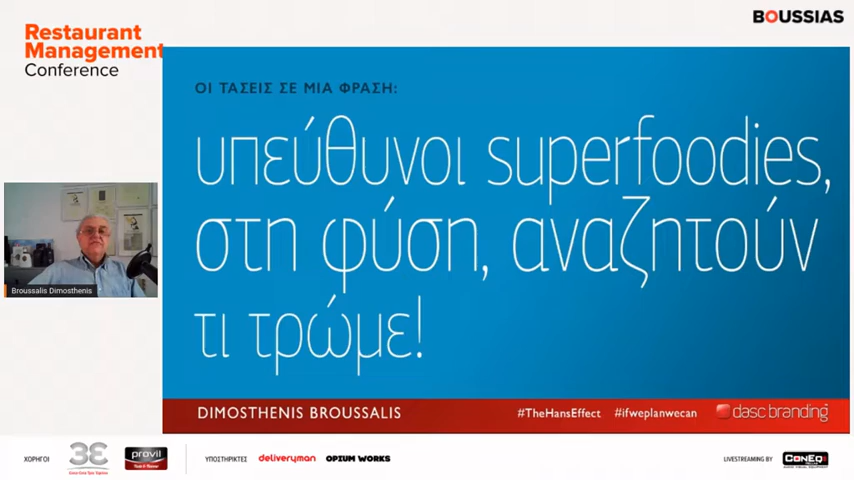 BOUSSIAS
Restaurant
Management
Conference
ΟΙ ΤΑΣΕΙΣ ΣΕ ΜΙΑ ΦΡΑΣΗ:
υπεύθυνοι superfoodies,
στη φύση, αναζητούν
τι τρώμε!
Broussalis Dimosthenis
DIMOSTHENIS BROUSSALIS #TheHansEffect #ifweplanwecan dasc branding
ΧΟΡΗΓΟΙ 3Ε provil ΥΠΟΣΤΗΡΙΚΤΕΣ deliveryman OPIUM WORKS LIVESTREAMING BY CONEQ